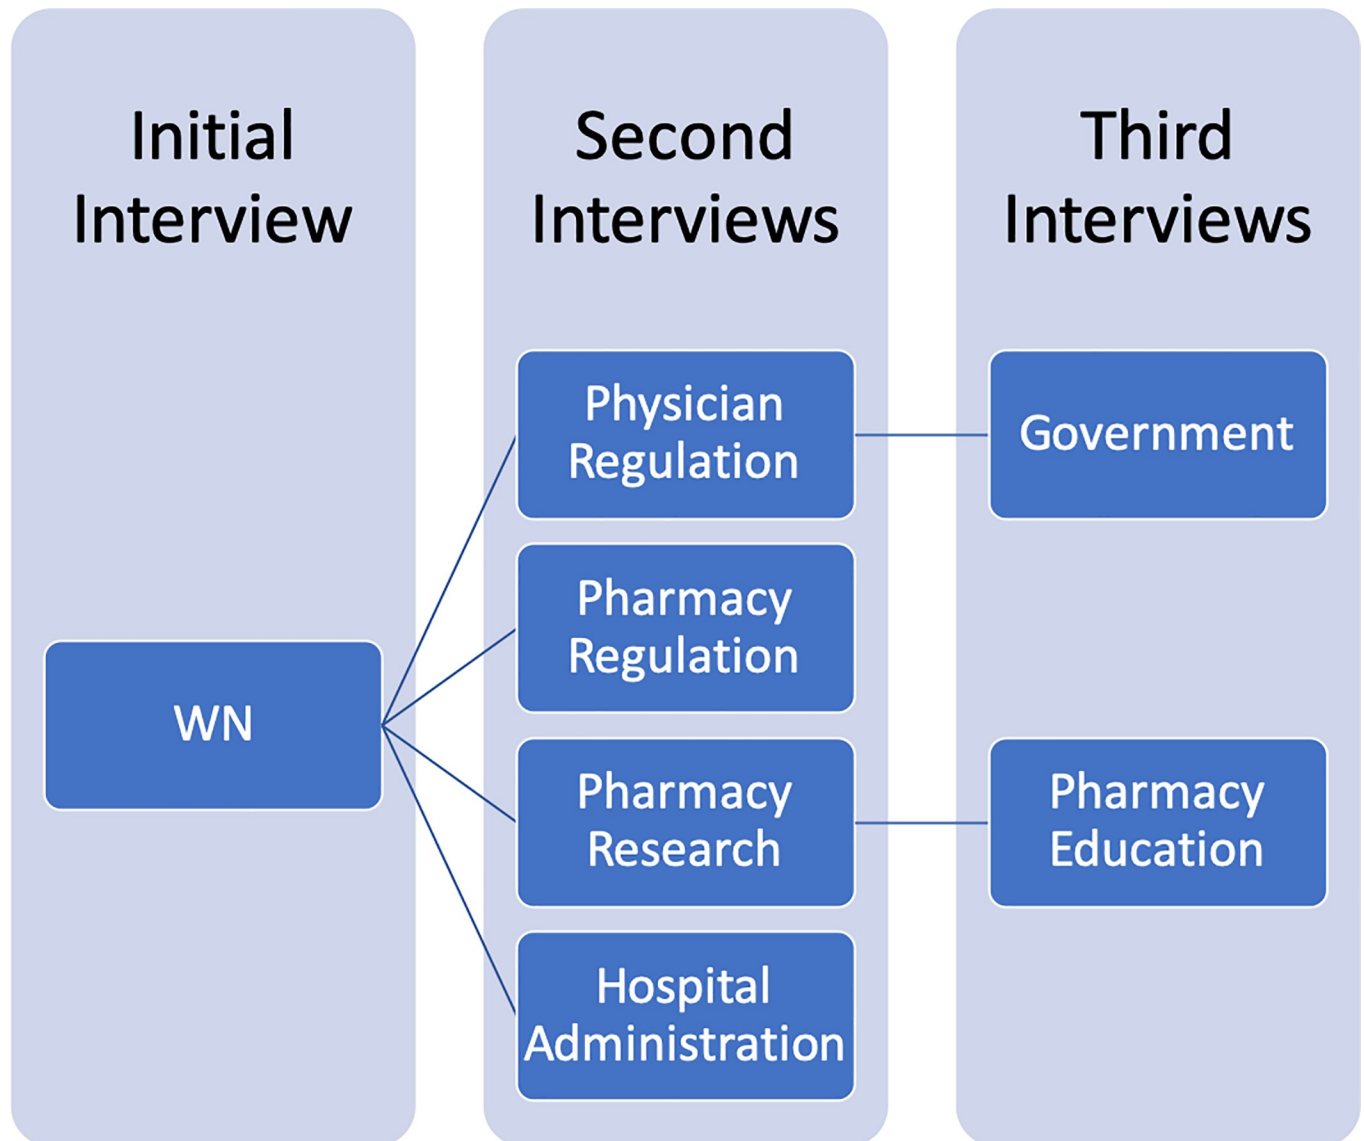 Initial
Interview
Second
Interviews
Third
Interviews
WN
Physician
Regulation
Pharmacy
Regulation
Pharmacy
Research
Hospital
Administration
Government
Pharmacy
Education